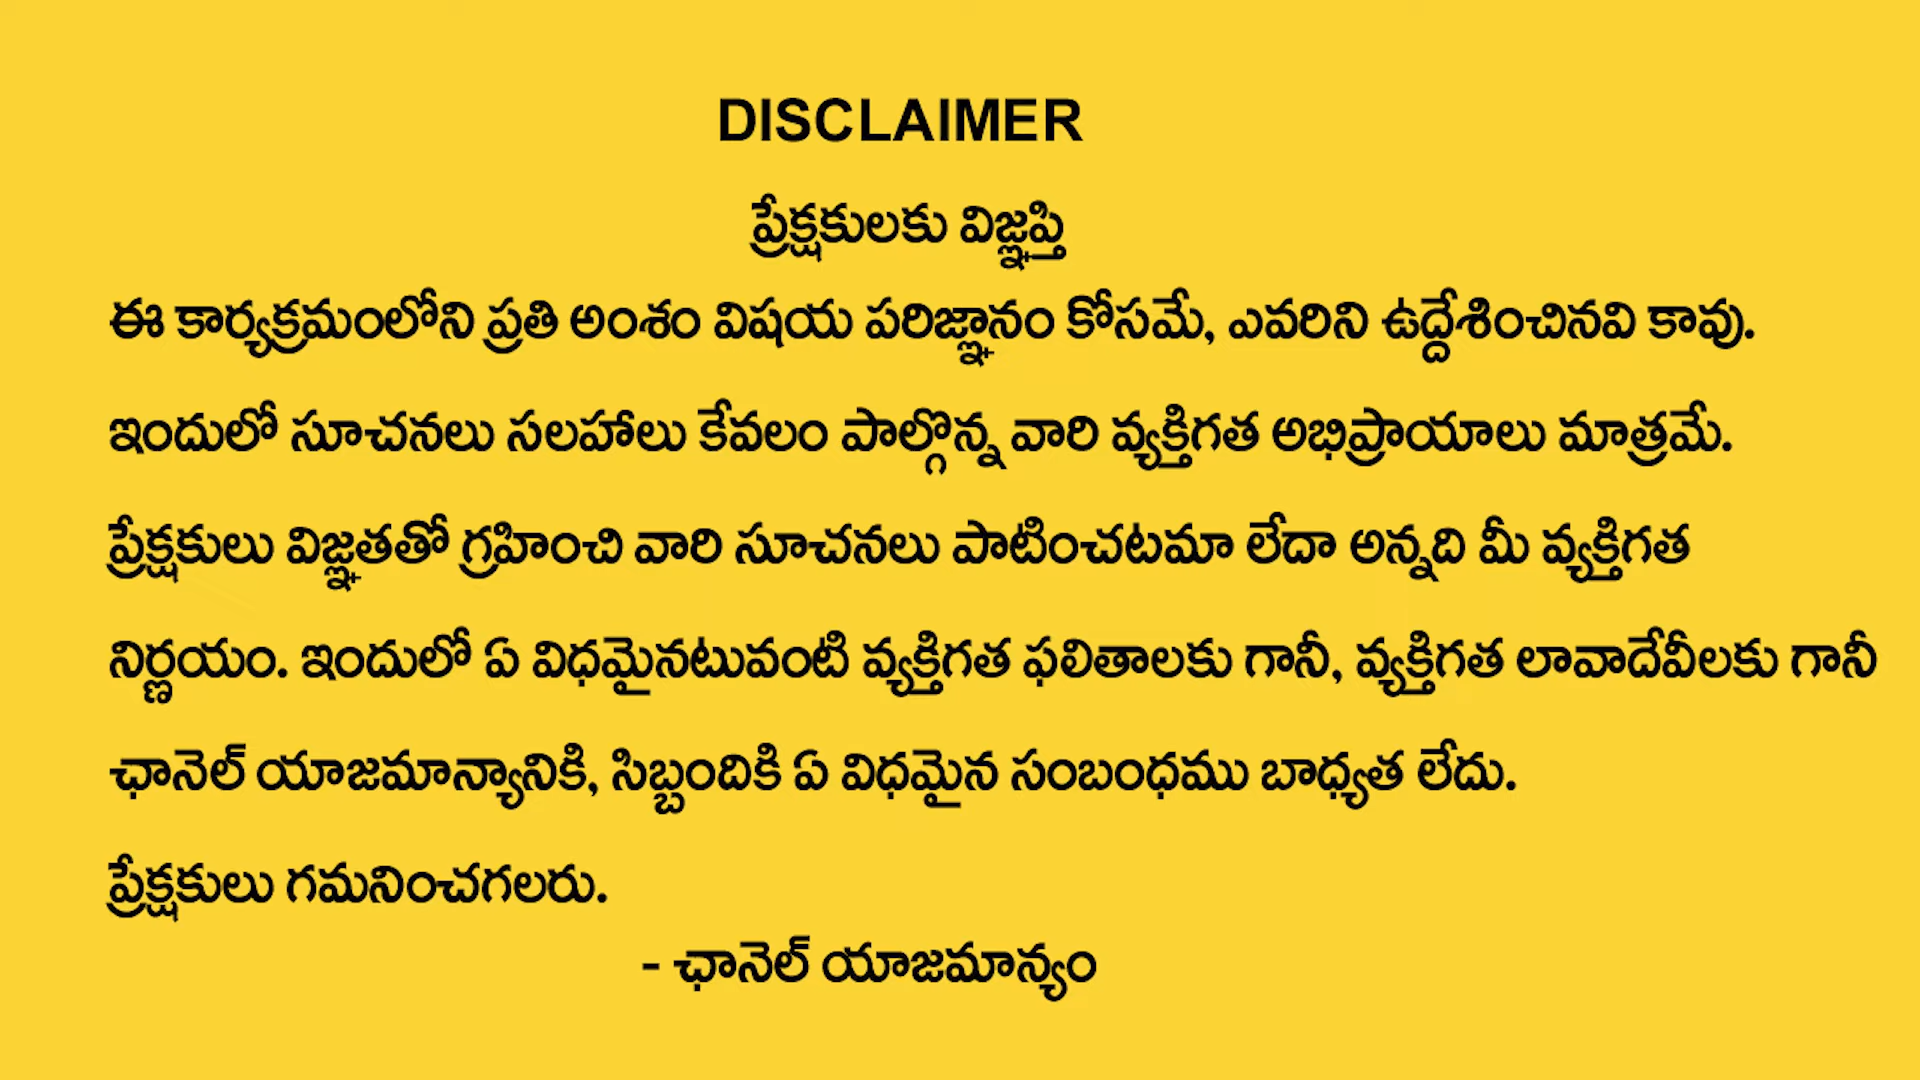 DISCLAIMER
ప్రేక్షకులకు విజ్ఞప్తి
ఈ కార్యక్రమంలోని ప్రతి అంశం విషయ పరిజ్ఞానం కోసమే, ఎవరిని ఉద్దేశించినవి కావు.
ఇందులో సూచనలు సలహాలు కేవలం పాల్గొన్న వారి వ్యక్తిగత అభిప్రాయాలు మాత్రమే.
ప్రేక్షకులు విజ్ఞతతో గ్రహించి వారి సూచనలు పాటించటమా లేదా అన్నది మీ వ్యక్తిగత
నిర్ణయం. ఇందులో ఏ విధమైనటువంటి వ్యక్తిగత ఫలితాలకు గానీ, వ్యక్తిగత లావాదేవీలకు గానీ
ఛానెల్ యాజమాన్యానికి, సిబ్బందికి ఏ విధమైన సంబంధము బాధ్యత లేదు.
ప్రేక్షకులు గమనించగలరు.
- ఛానెల్ యాజమాన్యం